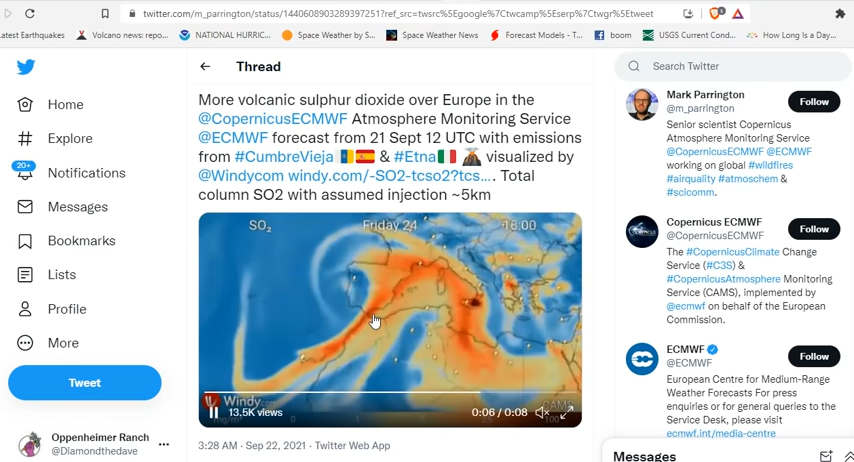 twitter.com/m_parrington/status/1440608903289397251?ref_src=twsrc%5Egoogle%7Ctwcamp%5Eserp%7Ctwgr%5Etweet
atest Earthquakes
Volcano news: repo...
NATIONAL HURRIC...
Space Weather by S...
Space Weather News
Forecast Models - T...
boom
USGS Current Cond...
How Long Is a Day...
Home
Explore
20+
Notifications
Messages
Bookmarks
Lists
Profile
More
Tweet
Oppenheimer Ranch
@Diamondthedave
Thread
More volcanic sulphur dioxide over Europe in the
@CopernicusECMWF Atmosphere Monitoring Service
@ECMWF forecast from 21 Sept 12 UTC with emissions
from #CumbreVieja & #Etna visualized by
@Windycom windy.com/-SO2-tcso2?tcs.... Total
column SO2 with assumed injection ~5km
SO₂ Friday 24 16:00
Windy.com
CAMS
13,5K views 0:06 / 0:08
mg/m²
3:28 AM · Sep 22, 2021 · Twitter Web App
Search Twitter
Mark Parrington
@m_parrington
Follow
Senior scientist Copernicus
Atmosphere Monitoring Service
@CopernicusECMWF @ECMWF
working on global #wildfires
#airquality #atmoschem &
#scicomm.
Copernicus ECMWF
@CopernicusECMWF
Follow
The #CopernicusClimate Change
Service (#C3S) &
#CopernicusAtmosphere Monitoring
Service (CAMS), implemented by
@ecmwf on behalf of the European
Commission.
ECMWF
@ECMWF
Follow
European Centre for Medium-Range
Weather Forecasts For press
enquiries or for general queries to the
Service Desk, please visit
ecmwf.int/media-centre
Messages